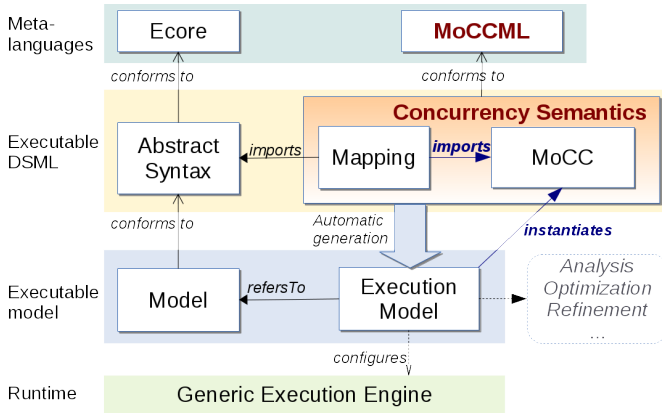 Meta-
languages
Ecore
MoCCML
conforms to
conforms to
Executable
DSML
Concurrency Semantics
Abstract
Syntax
imports
Mapping
imports
MoCC
conforms to
Automatic
generation
instantiates
Executable
model
Model
refersTo
Execution
Model
Analysis
Optimization
Refinement
...
configures
Runtime
Generic Execution Engine